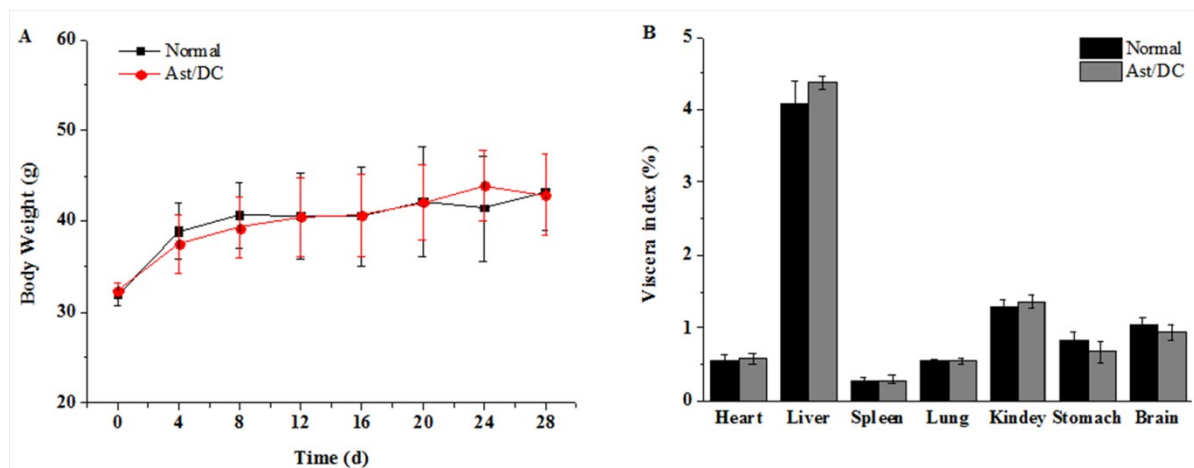 A
60
50
40
30
20
Body Weight (g)
Normal
Ast/DC
0 4 8 12 16 20 24 28
Time (d)
B
5
4
3
2
1
0
Viscera index (%)
Normal
Ast/DC
Heart Liver Spleen Lung Kindey Stomach Brain